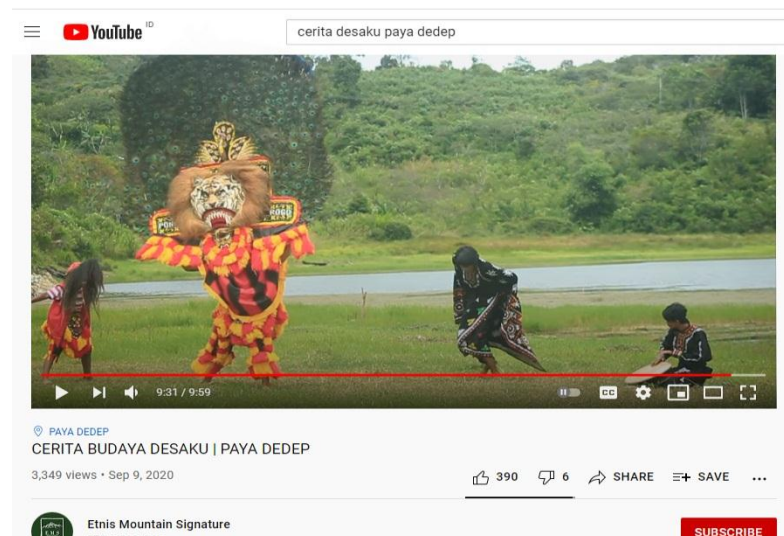 YouTube ID
cerita desaku paya dedep
9:31 / 9:59
CC
PAYA DEDEP
CERITA BUDAYA DESAKU | PAYA DEDEP
3,349 views • Sep 9, 2020
390 6 SHARE SAVE ...
Etnis Mountain Signature
SUBSCRIBE